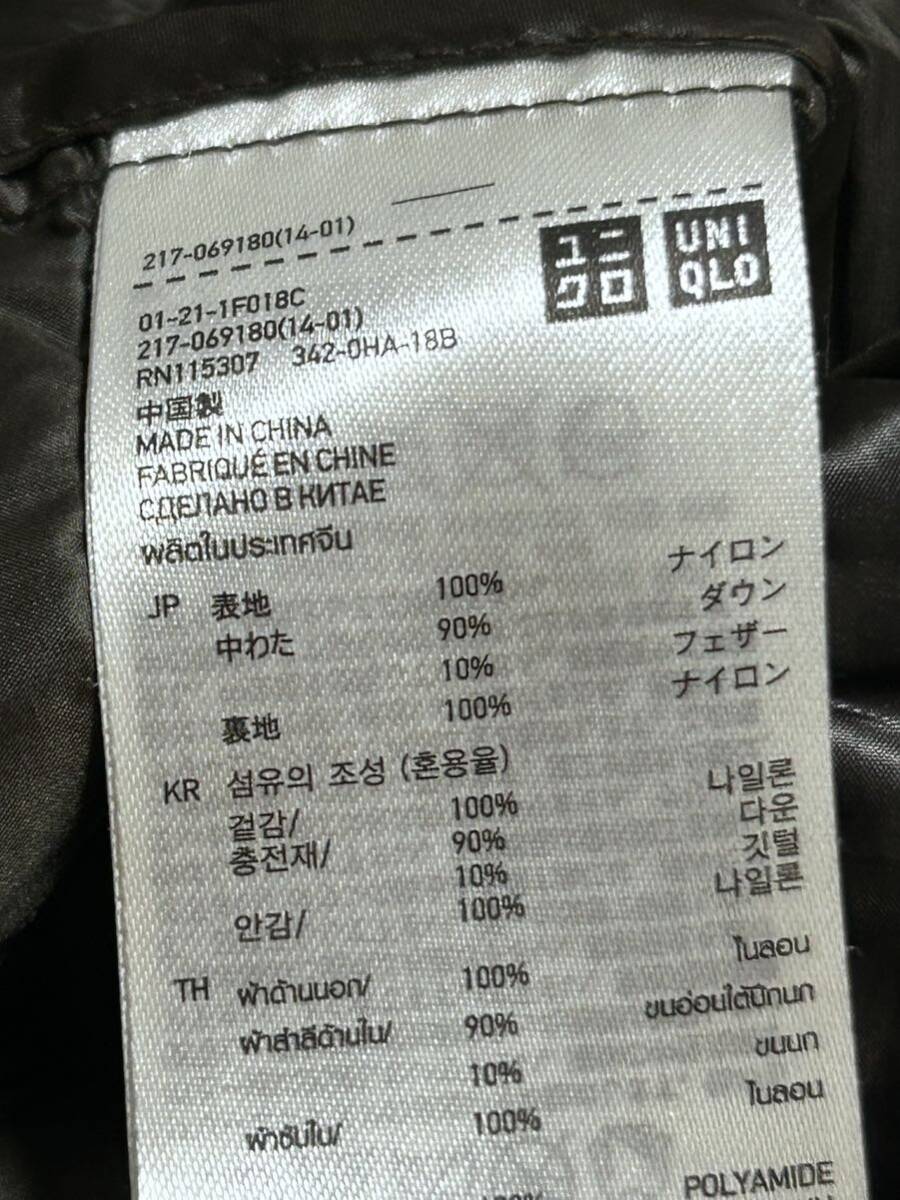 217-069180(14-01)
ユニ
クロ
UNI
QLO
01-21-1F018C
217-069180(14-01)
RN115307 342-0HA-18B
中国製
MADE IN CHINA
FABRIQUÉ EN CHINE
СДЕЛАНО В КИТАЕ
ผลิตในประเทศจีน
JP 表地 100% ナイロン
中わた 90% ダウン
10% フェザー
裏地 100% ナイロン
KR 섬유의 조성 (혼용율)
겉감/ 100% 나일론
충전재/ 90% 다운
10% 깃털
안감/ 100% 나일론
TH ผ้าด้านนอก/ 100% ไนลอน
ผ้าสำลีด้านใน/ 90% ขนอ่อนใต้ปีกนก
10% ขนนก
ผ้าซับใน/ 100% ไนลอน
POLYAMIDE